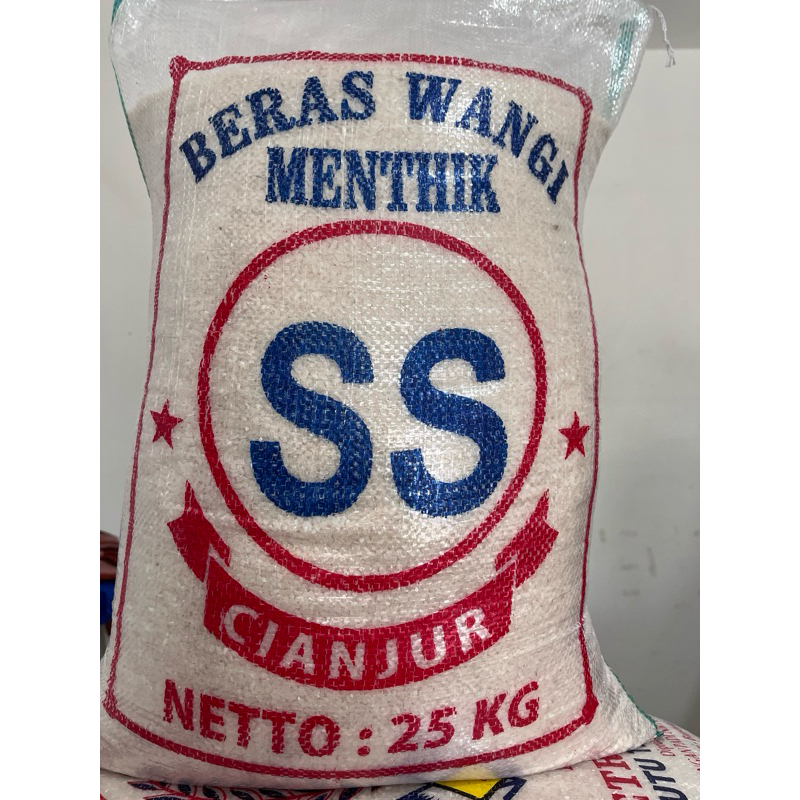 BERAS WANGI
MENTHIK
SS
CIANJUR
NETTO : 25 KG